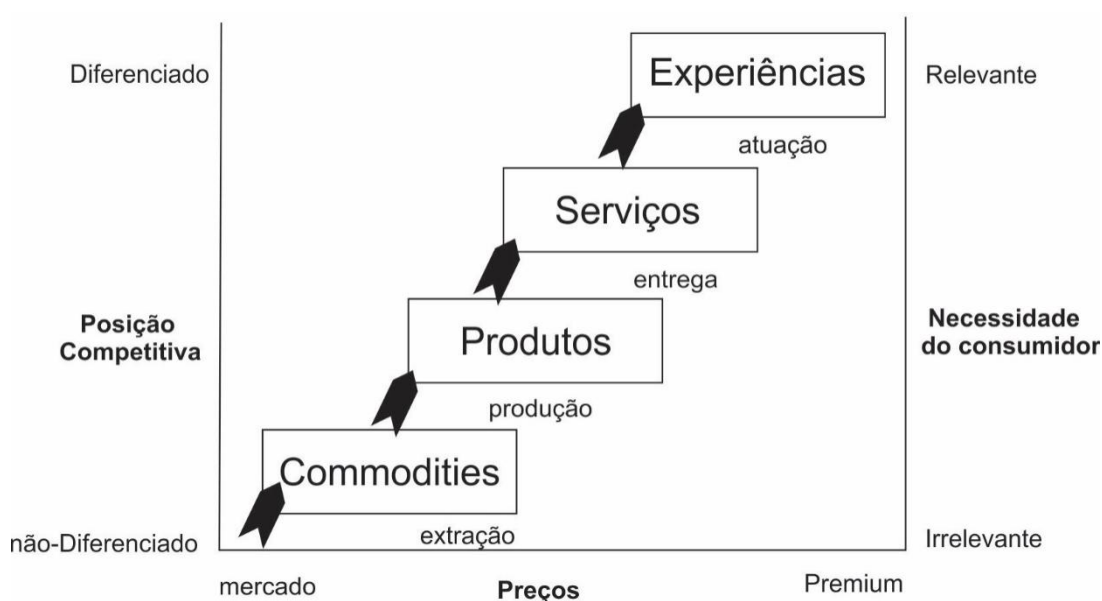 Diferenciado
Experiências
Relevante
atuação
Serviços
entrega
Posição
Competitiva
Produtos
Necessidade
do consumidor
produção
Commodities
extração
não-Diferenciado
Irrelevante
mercado
Preços
Premium